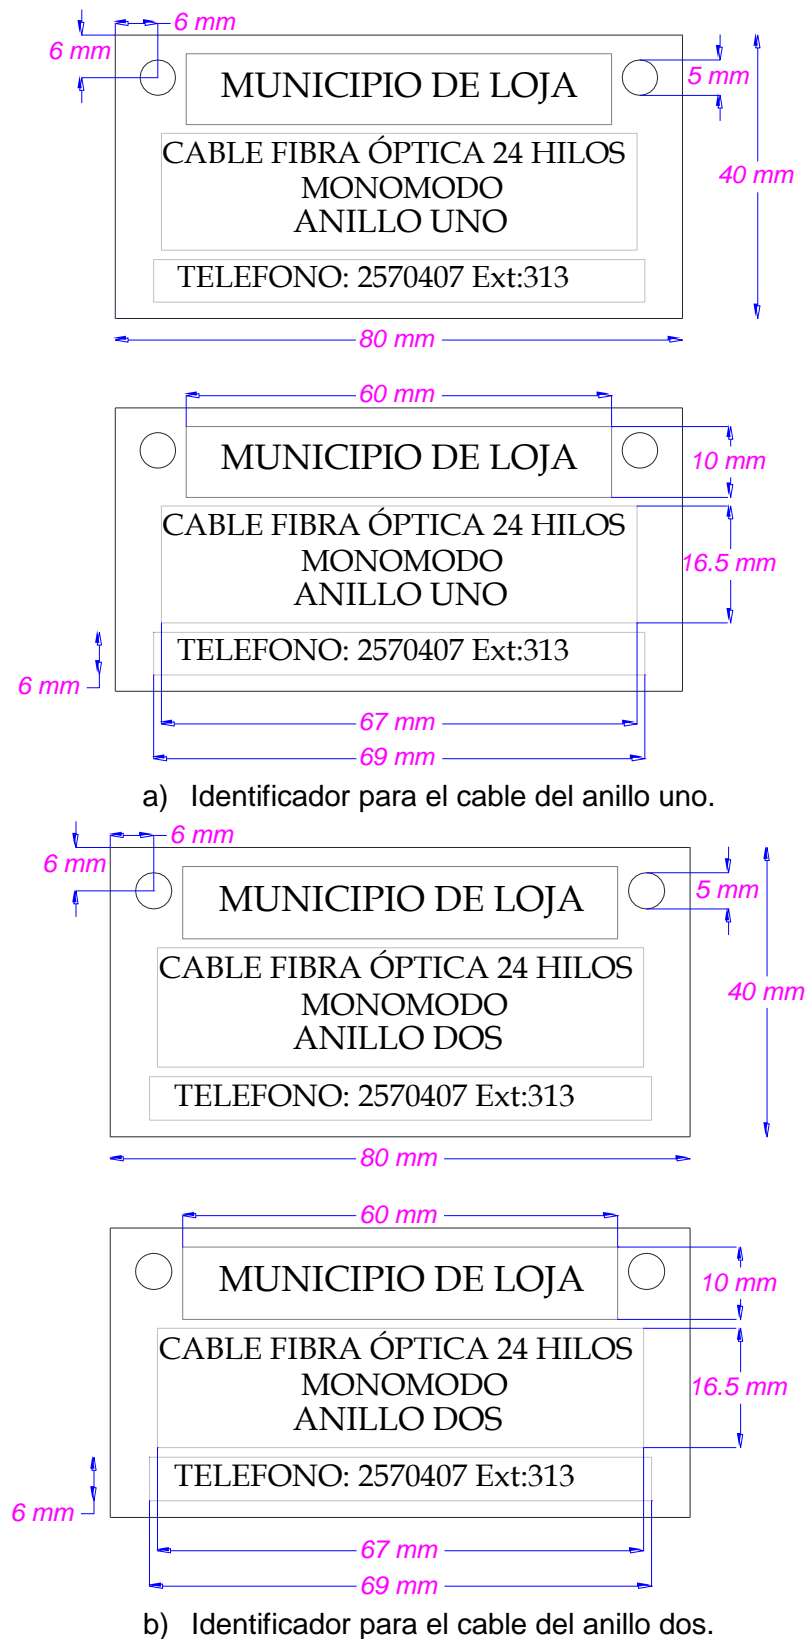 6 mm
6 mm
MUNICIPIO DE LOJA
5 mm
CABLE FIBRA ÓPTICA 24 HILOS
MONOMODO
ANILLO UNO
40 mm
TELEFONO: 2570407 Ext:313
80 mm
60 mm
MUNICIPIO DE LOJA
10 mm
CABLE FIBRA ÓPTICA 24 HILOS
MONOMODO
ANILLO UNO
16.5 mm
TELEFONO: 2570407 Ext:313
6 mm
67 mm
69 mm
a) Identificador para el cable del anillo uno.
6 mm
6 mm
MUNICIPIO DE LOJA
5 mm
CABLE FIBRA ÓPTICA 24 HILOS
MONOMODO
ANILLO DOS
40 mm
TELEFONO: 2570407 Ext:313
80 mm
60 mm
MUNICIPIO DE LOJA
10 mm
CABLE FIBRA ÓPTICA 24 HILOS
MONOMODO
ANILLO DOS
16.5 mm
TELEFONO: 2570407 Ext:313
6 mm
67 mm
69 mm
b) Identificador para el cable del anillo dos.